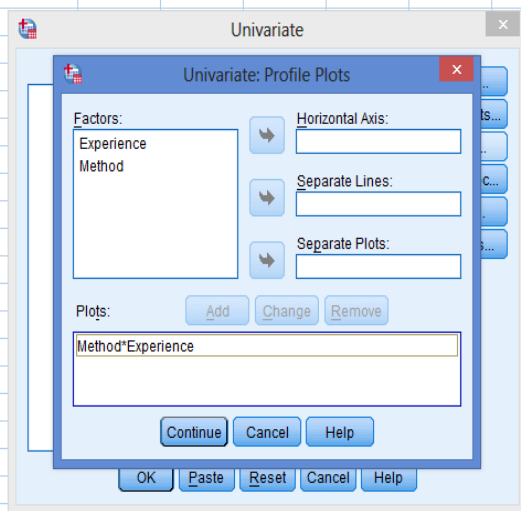 Univariate
Univariate: Profile Plots
Factors:
Experience
Method
Horizontal Axis:
Separate Lines:
Separate Plots:
Plots:
Add Change Remove
Method*Experience
Continue Cancel Help
OK Paste Reset Cancel Help